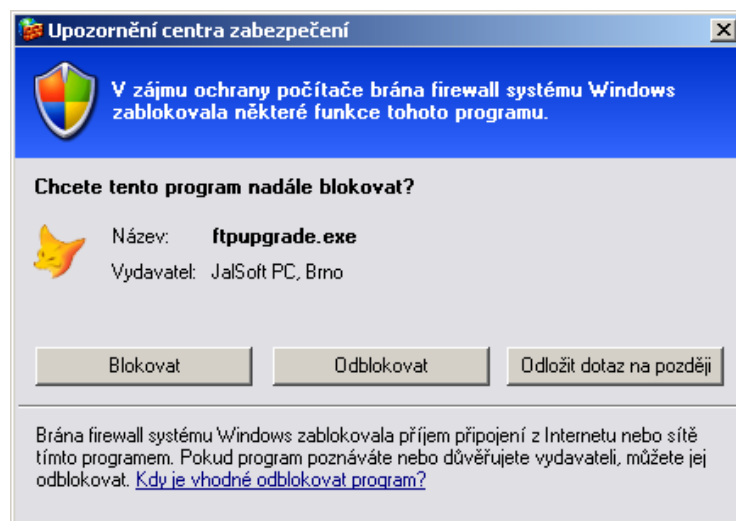 Upozornění centra zabezpečení
V zájmu ochrany počítače brána firewall systému Windows
zablokovala některé funkce tohoto programu.
Chcete tento program nadále blokovat?
Název: ftpupgrade.exe
Vydavatel: JalSoft PC, Brno
Blokovat Odblokovat Odložit dotaz na později
Brána firewall systému Windows zablokovala příjem připojení z Internetu nebo sítě
tímto programem. Pokud program poznáváte nebo důvěřujete vydavateli, můžete jej
odblokovat. Kdy je vhodné odblokovat program?